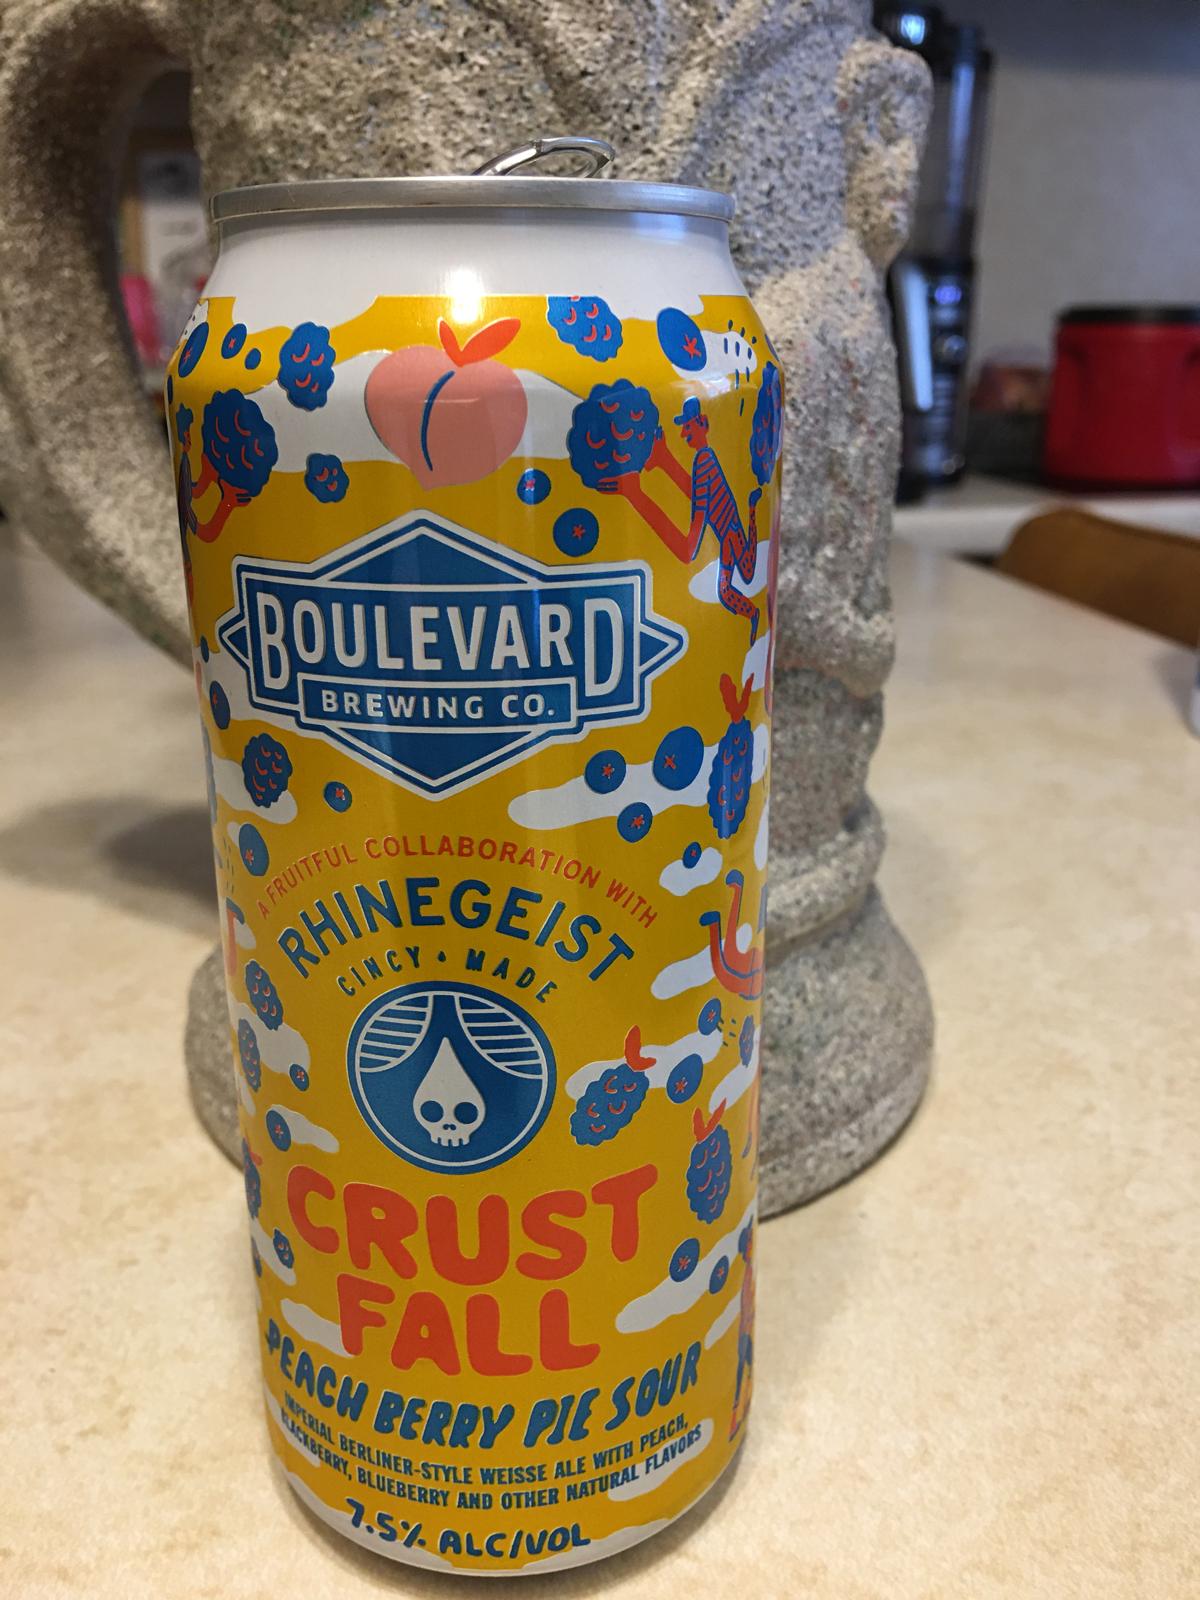 BOULEVARD
BREWING CO.
A FRUITFUL COLLABORATION WITH
RHINEGEIST
CINCY • MADE
CRUST
FALL
PEACH BERRY PIE SOUR
IMPERIAL BERLINER-STYLE WEISSE ALE WITH PEACH,
BLACKBERRY, BLUEBERRY AND OTHER NATURAL FLAVORS
7.5% ALC/VOL